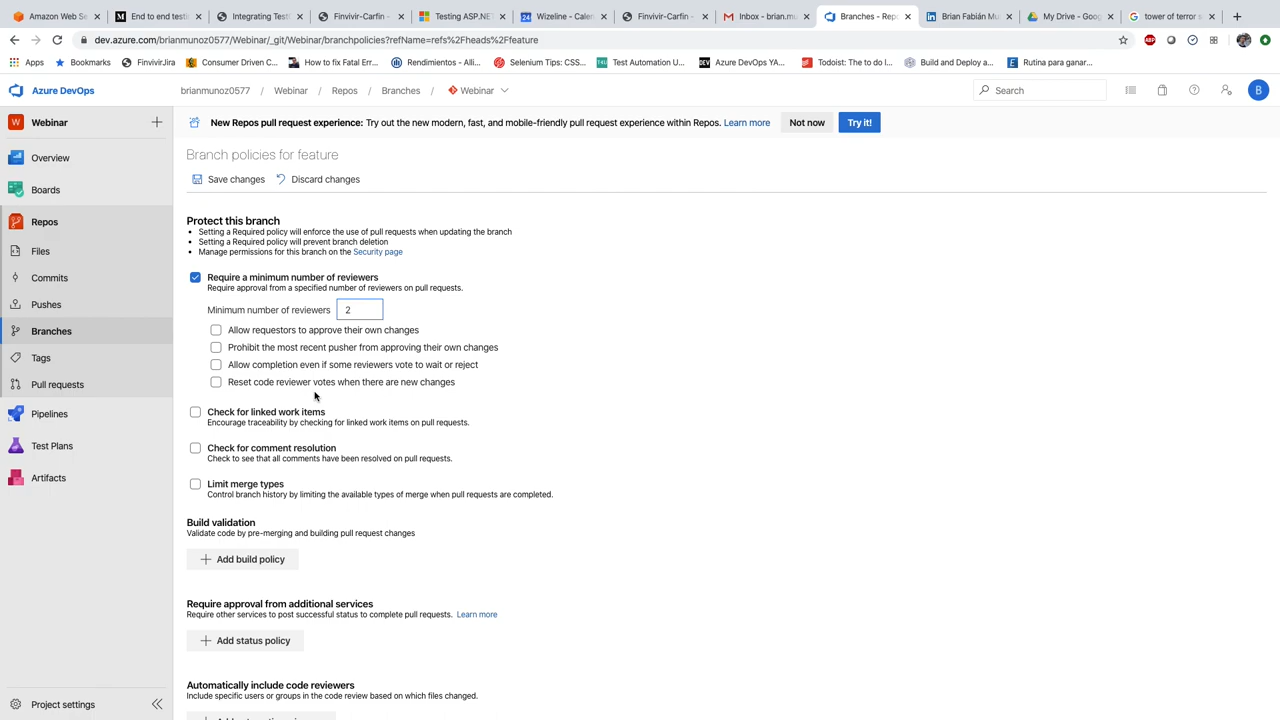 Amazon Web Se
End to end testi
Integrating Testi
Finvivir-Carfin -
Testing ASP.NET
Wizeline - Calen
Finvivir-Carfin -
Inbox - brian.mu
Branches - Repo
Brian Fabián Mu
My Drive - Goog
tower of terror s
dev.azure.com/brianmunoz0577/Webinar/_git/Webinar/branchpolicies?refName=refs%2Fheads%2Ffeature
Apps
Bookmarks
FinvivirJira
Consumer Driven C...
How to fix Fatal Err...
Rendimientos - Alli...
Selenium Tips: CSS...
Test Automation U...
Azure DevOps YA...
Todoist: The to do l...
Build and Deploy a...
Rutina para ganar...
Azure DevOps
brianmunoz0577 / Webinar / Repos / Branches / Webinar
Search
B
W Webinar
New Repos pull request experience: Try out the new modern, fast, and mobile-friendly pull request experience within Repos. Learn more
Not now
Try it!
Overview
Boards
Repos
Files
Commits
Pushes
Branches
Tags
Pull requests
Pipelines
Test Plans
Artifacts
Project settings
Branch policies for feature
Save changes
Discard changes
Protect this branch
• Setting a Required policy will enforce the use of pull requests when updating the branch
• Setting a Required policy will prevent branch deletion
• Manage permissions for this branch on the Security page
Require a minimum number of reviewers
Require approval from a specified number of reviewers on pull requests.
Minimum number of reviewers 2
Allow requestors to approve their own changes
Prohibit the most recent pusher from approving their own changes
Allow completion even if some reviewers vote to wait or reject
Reset code reviewer votes when there are new changes
Check for linked work items
Encourage traceability by checking for linked work items on pull requests.
Check for comment resolution
Check to see that all comments have been resolved on pull requests.
Limit merge types
Control branch history by limiting the available types of merge when pull requests are completed.
Build validation
Validate code by pre-merging and building pull request changes
Add build policy
Require approval from additional services
Require other services to post successful status to complete pull requests. Learn more
Add status policy
Automatically include code reviewers
Include specific users or groups in the code review based on which files changed.